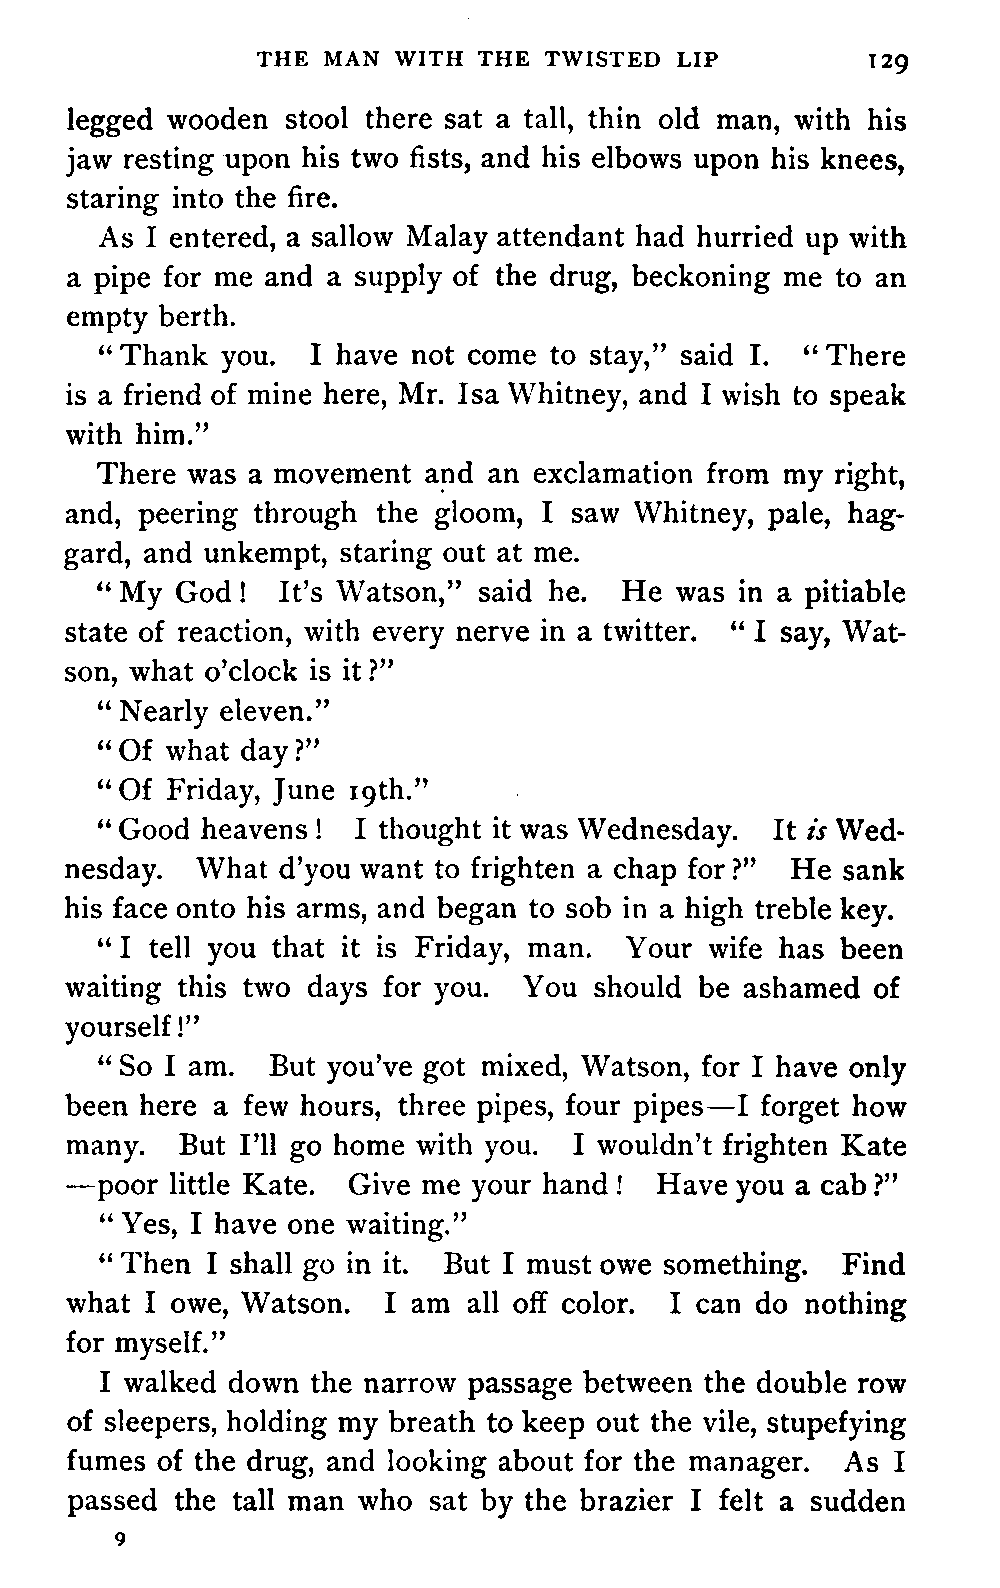 THE MAN WITH THE TWISTED LIP 129
legged wooden stool there sat a tall, thin old man, with his
jaw resting upon his two fists, and his elbows upon his knees,
staring into the fire.
As I entered, a sallow Malay attendant had hurried up with
a pipe for me and a supply of the drug, beckoning me to an
empty berth.
“Thank you. I have not come to stay,” said I. “There
is a friend of mine here, Mr. Isa Whitney, and I wish to speak
with him.”
There was a movement and an exclamation from my right,
and, peering through the gloom, I saw Whitney, pale, hag-
gard, and unkempt, staring out at me.
“My God! It's Watson,” said he. He was in a pitiable
state of reaction, with every nerve in a twitter. “I say, Wat-
son, what o'clock is it?”
“Nearly eleven.”
“Of what day?”
“Of Friday, June 19th.”
“Good heavens! I thought it was Wednesday. It is Wed-
nesday. What d'you want to frighten a chap for?” He sank
his face onto his arms, and began to sob in a high treble key.
“I tell you that it is Friday, man. Your wife has been
waiting this two days for you. You should be ashamed of
yourself!”
“So I am. But you've got mixed, Watson, for I have only
been here a few hours, three pipes, four pipes—I forget how
many. But I'll go home with you. I wouldn't frighten Kate
—poor little Kate. Give me your hand! Have you a cab?”
“Yes, I have one waiting.”
“Then I shall go in it. But I must owe something. Find
what I owe, Watson. I am all off color. I can do nothing
for myself.”
I walked down the narrow passage between the double row
of sleepers, holding my breath to keep out the vile, stupefying
fumes of the drug, and looking about for the manager. As I
passed the tall man who sat by the brazier I felt a sudden
9